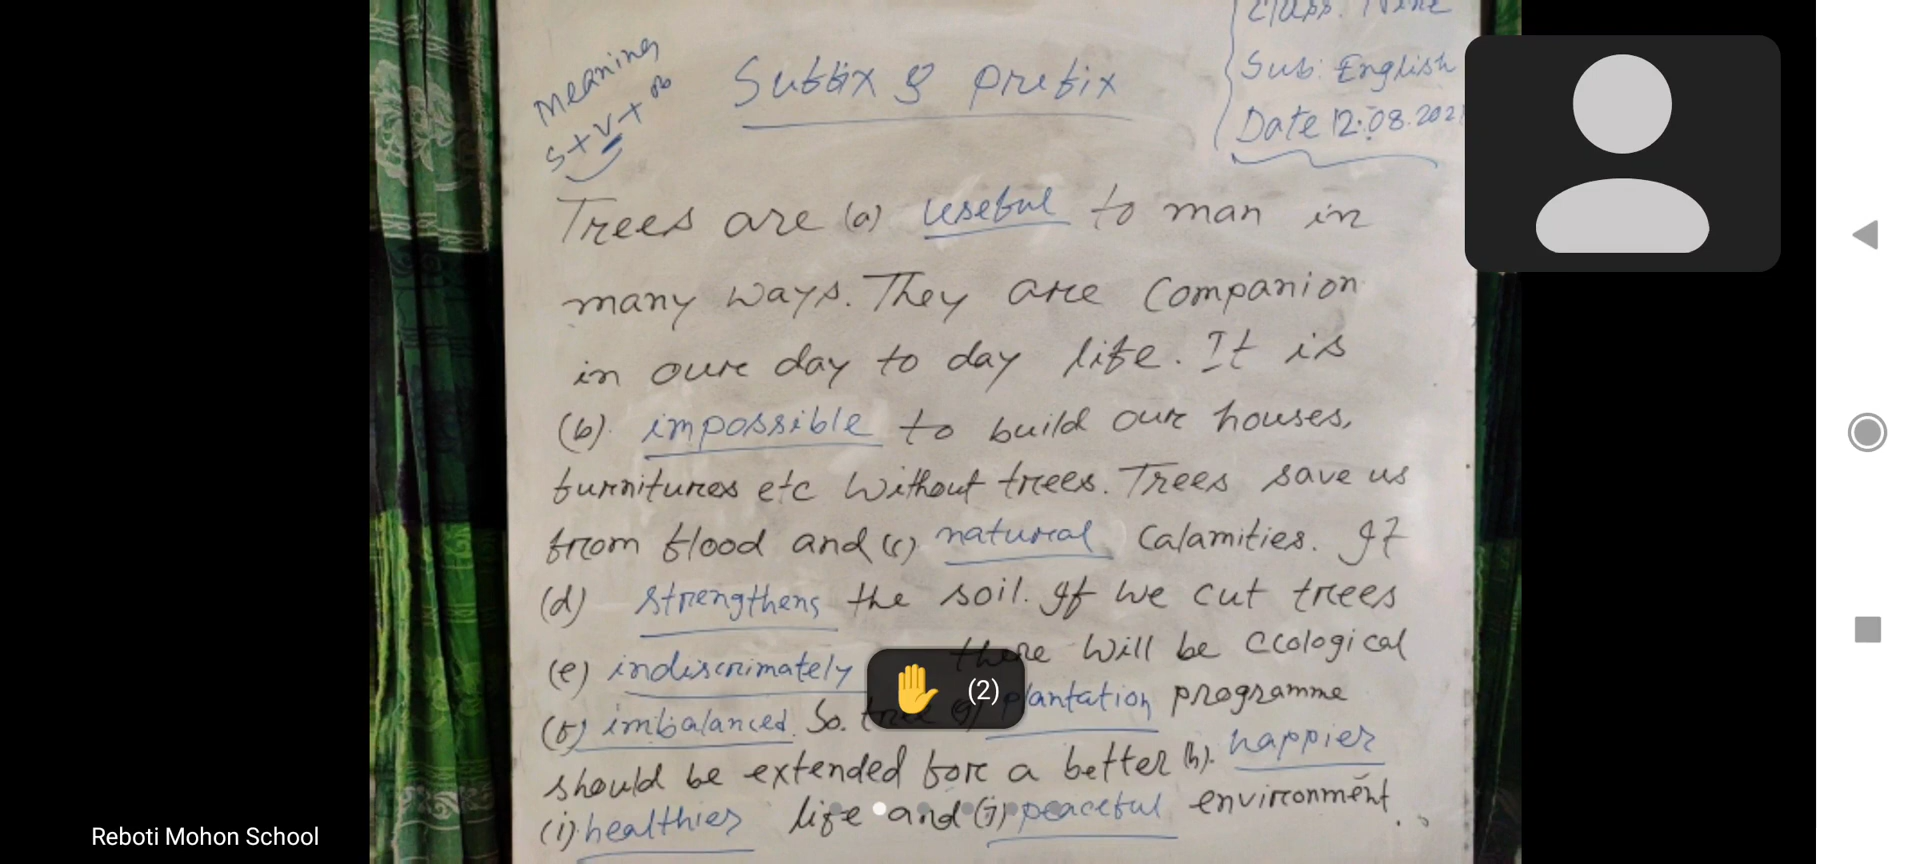 Class: Nine
Sub: English
Date 12.08.202
Meaning
S+V+
Suffix & prefix
Trees are (a) useful to man in
many ways. They are companion
in our day to day life. It is
(b) impossible to build our houses,
furnitures etc without trees. Trees save us
from flood and (c) natural calamities. It
(d) strengthens the soil. If we cut trees
(e) indiscrimately there will be ecological
(f) imbalanced. So. tree (g) plantation programme
should be extended for a better (h). happier
(i) healthier life and (j) peaceful environment.
(2)
Reboti Mohon School